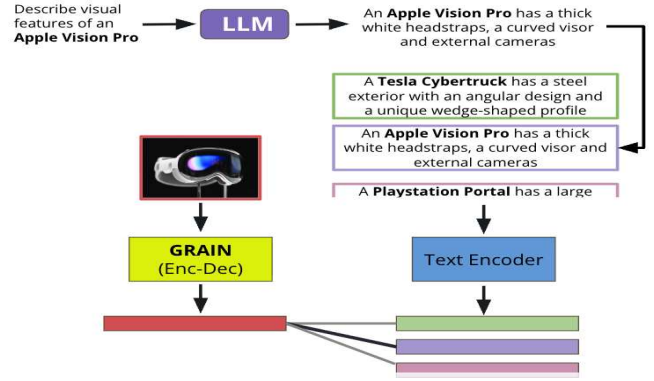 Describe visual
features of an
Apple Vision Pro
LLM
An Apple Vision Pro has a thick
white headstraps, a curved visor
and external cameras
A Tesla Cybertruck has a steel
exterior with an angular design and
a unique wedge-shaped profile
An Apple Vision Pro has a thick
white headstraps, a curved visor and
external cameras
A Playstation Portal has a large
GRAIN
(Enc-Dec)
Text Encoder